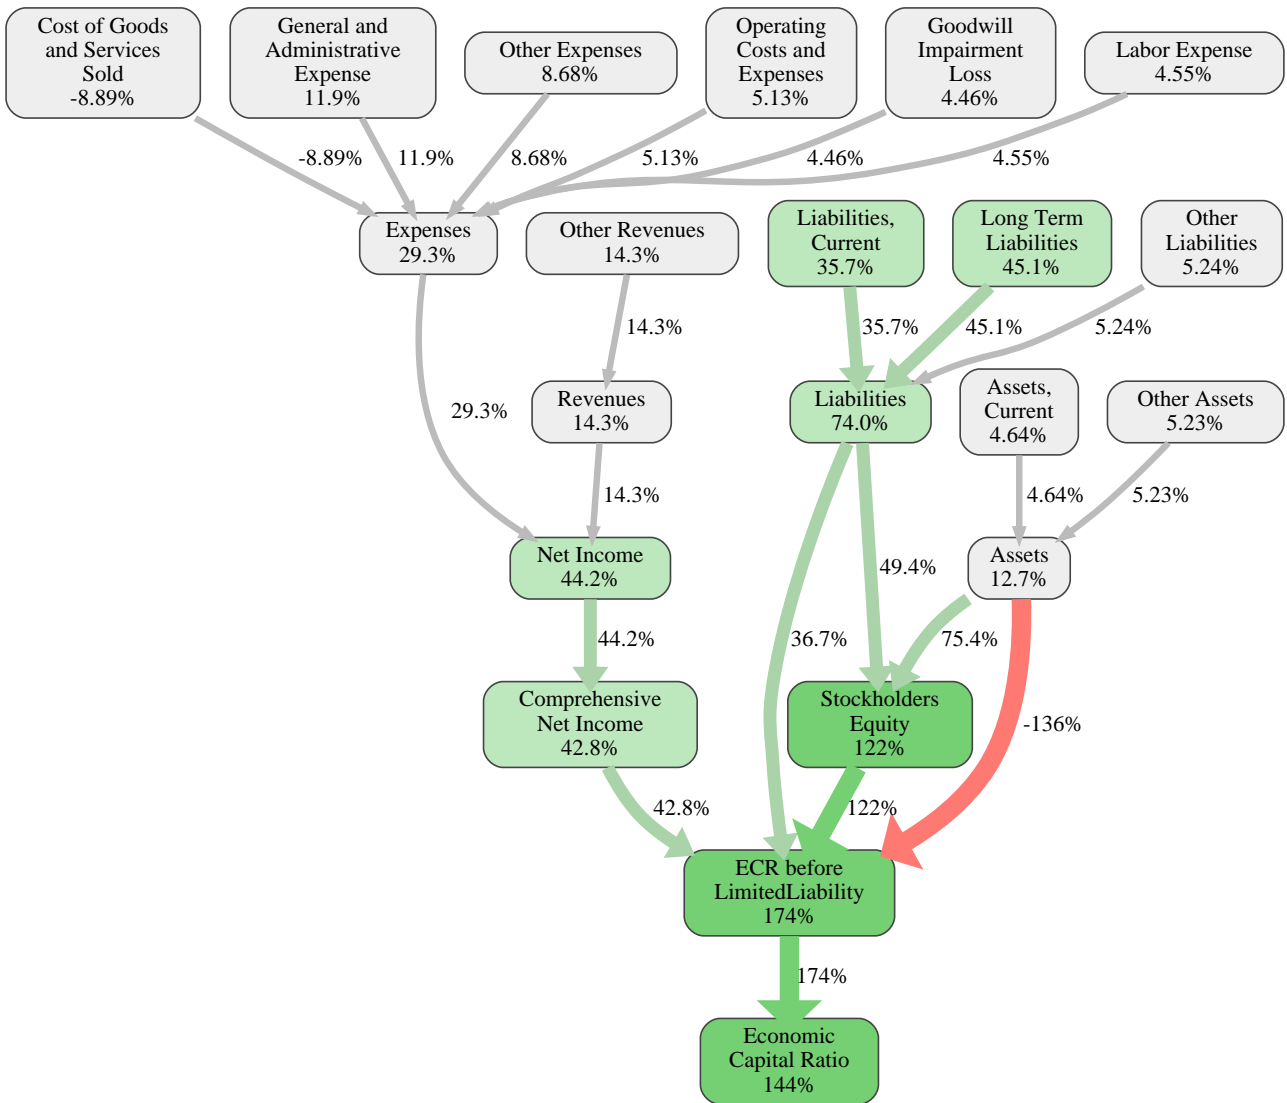 Cost of Goods
and Services
Sold
-8.89%
General and
Administrative
Expense
11.9%
Other Expenses
8.68%
Operating
Costs and
Expenses
5.13%
Goodwill
Impairment
Loss
4.46%
Labor Expense
4.55%
-8.89%
11.9%
8.68%
5.13%
4.46%
4.55%
Expenses
29.3%
Other Revenues
14.3%
Liabilities,
Current
35.7%
Long Term
Liabilities
45.1%
Other
Liabilities
5.24%
14.3%
35.7%
45.1%
5.24%
29.3%
Revenues
14.3%
Liabilities
74.0%
Assets,
Current
4.64%
Other Assets
5.23%
14.3%
4.64%
5.23%
Net Income
44.2%
49.4%
Assets
12.7%
44.2%
36.7%
75.4%
Comprehensive
Net Income
42.8%
Stockholders
Equity
122%
-136%
42.8%
122%
ECR before
LimitedLiability
174%
174%
Economic
Capital Ratio
144%